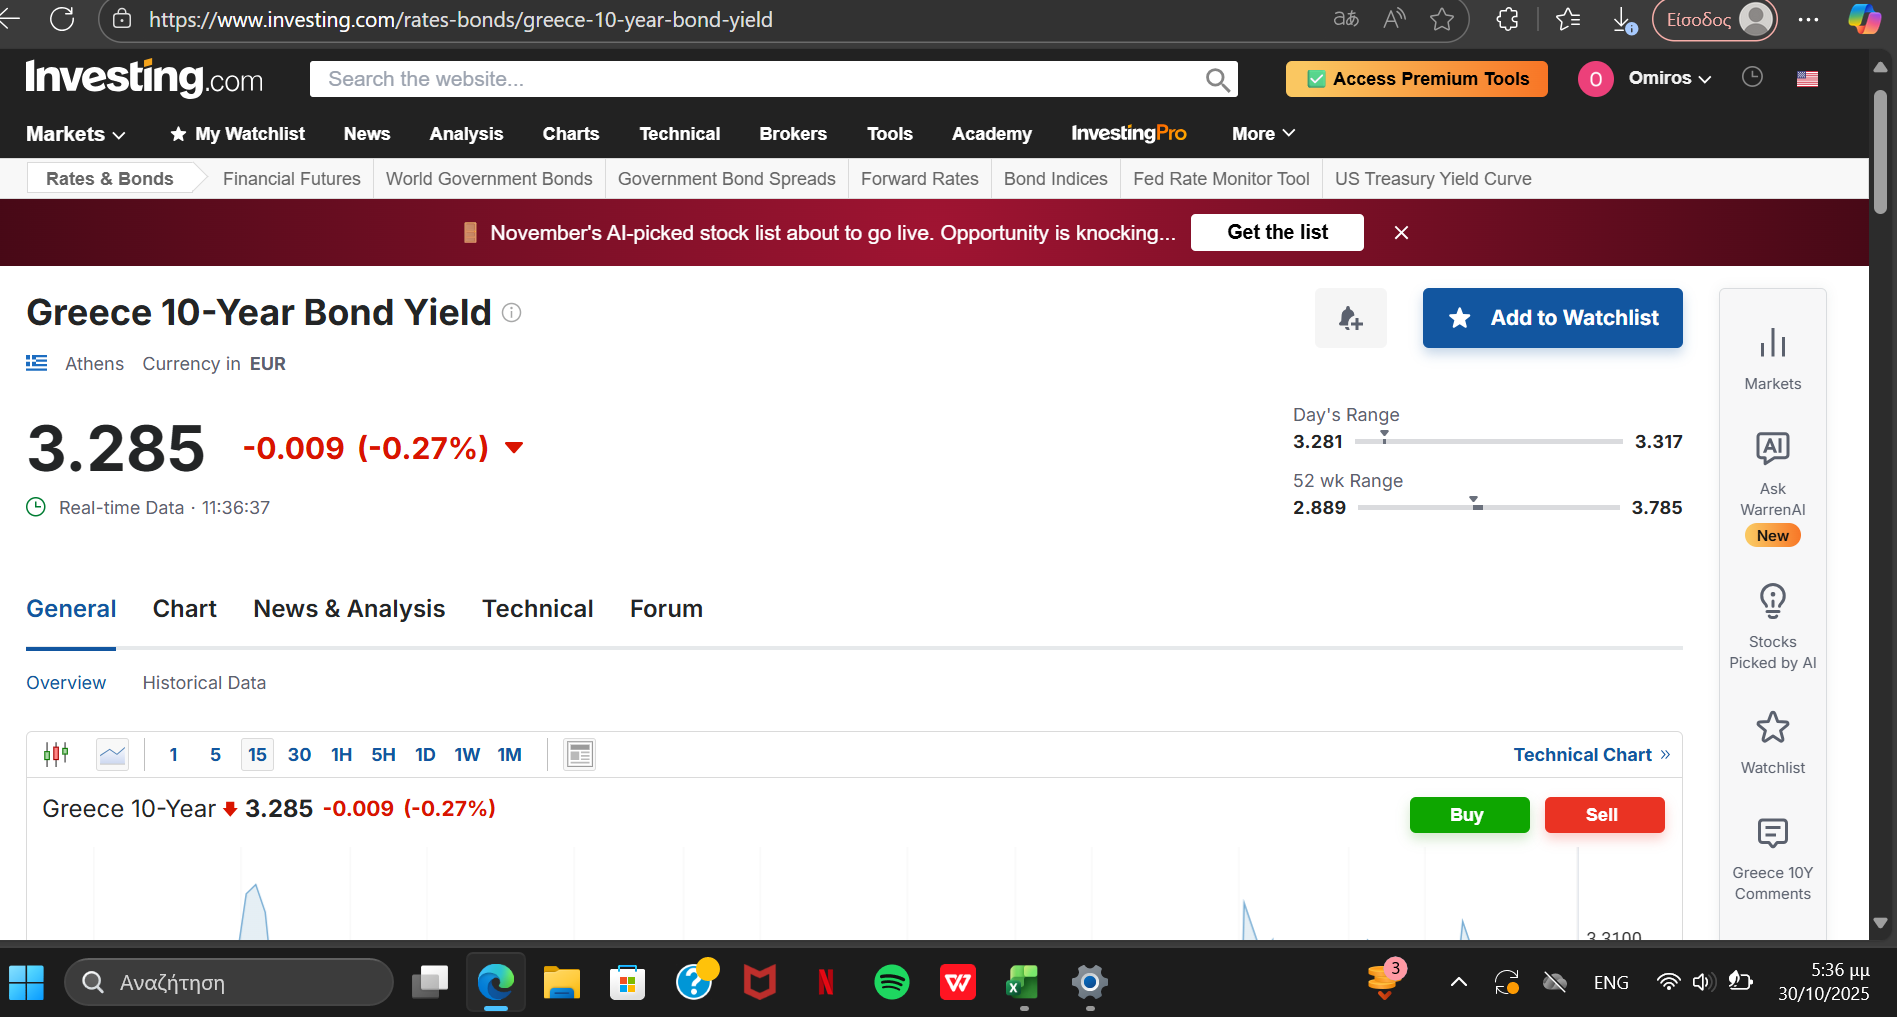 https://www.investing.com/rates-bonds/greece-10-year-bond-yield
Είσοδος
Investing.com
Search the website...
Access Premium Tools
O
Omiros
Markets
My Watchlist
News
Analysis
Charts
Technical
Brokers
Tools
Academy
InvestingPro
More
Rates & Bonds
Financial Futures
World Government Bonds
Government Bond Spreads
Forward Rates
Bond Indices
Fed Rate Monitor Tool
US Treasury Yield Curve
November's AI-picked stock list about to go live. Opportunity is knocking...
Get the list
Greece 10-Year Bond Yield
Add to Watchlist
Athens Currency in EUR
3.285 -0.009 (-0.27%)
Real-time Data · 11:36:37
Day's Range
3.281 3.317
52 wk Range
2.889 3.785
General
Chart
News & Analysis
Technical
Forum
Overview
Historical Data
1 5 15 30 1H 5H 1D 1W 1M
Technical Chart »
Greece 10-Year 3.285 -0.009 (-0.27%)
Buy
Sell
3.3100
Markets
AI
Ask
WarrenAI
New
Stocks
Picked by AI
Watchlist
Greece 10Y
Comments
Αναζήτηση
3
ENG
5:36 μμ
30/10/2025